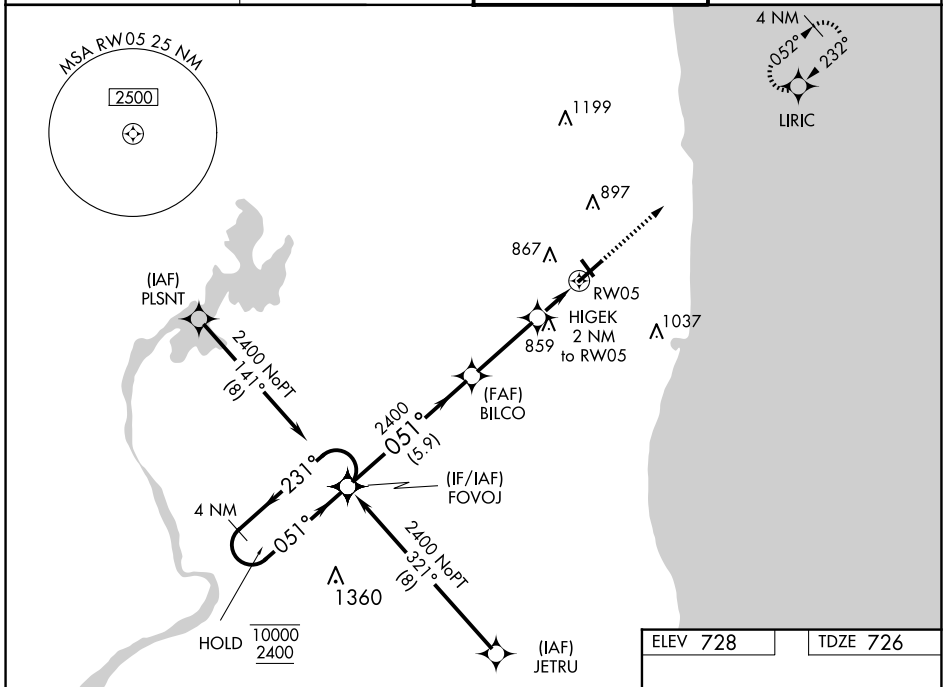 MSA RW05 25 NM
2500
4 NM
052°
232°
LIRIC
1199
897
867
RW05
HIGEK
2 NM
to RW05
859
1037
(IAF)
PLSNT
2400 NoPT
141°
(8)
(FAF)
BILCO
2400
051°
(5.9)
231°
(IF/IAF)
FOVOJ
4 NM
051°
2400 NoPT
321°
(8)
1360
HOLD
10000
2400
(IAF)
JETRU
ELEV 728
TDZE 726